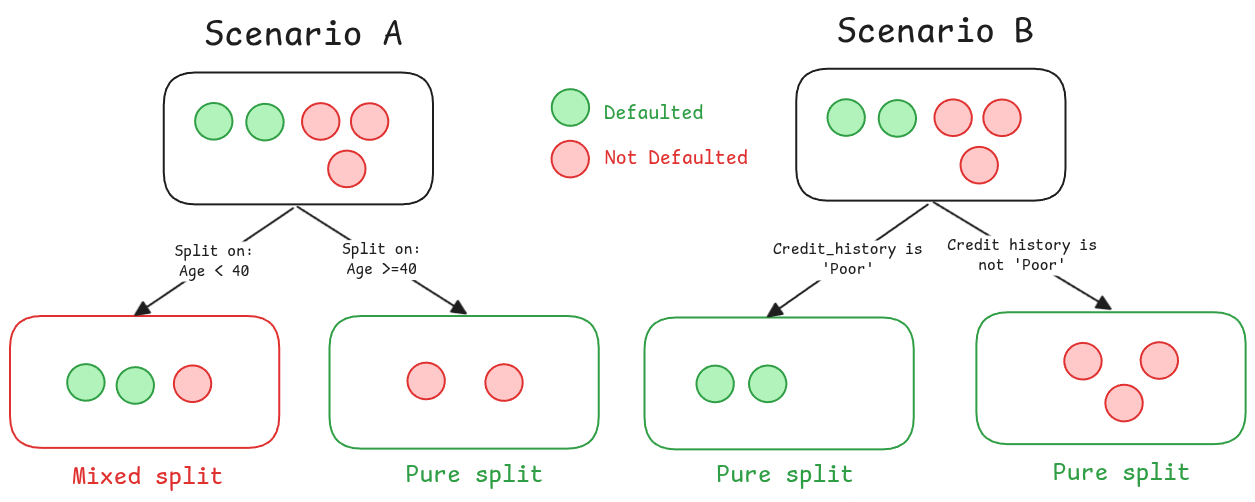 Scenario A
Scenario B
Defaulted
Not Defaulted
Split on:
Age < 40
Split on:
Age >=40
Credit_history is
'Poor'
Credit history is
not 'Poor'
Mixed split
Pure split
Pure split
Pure split